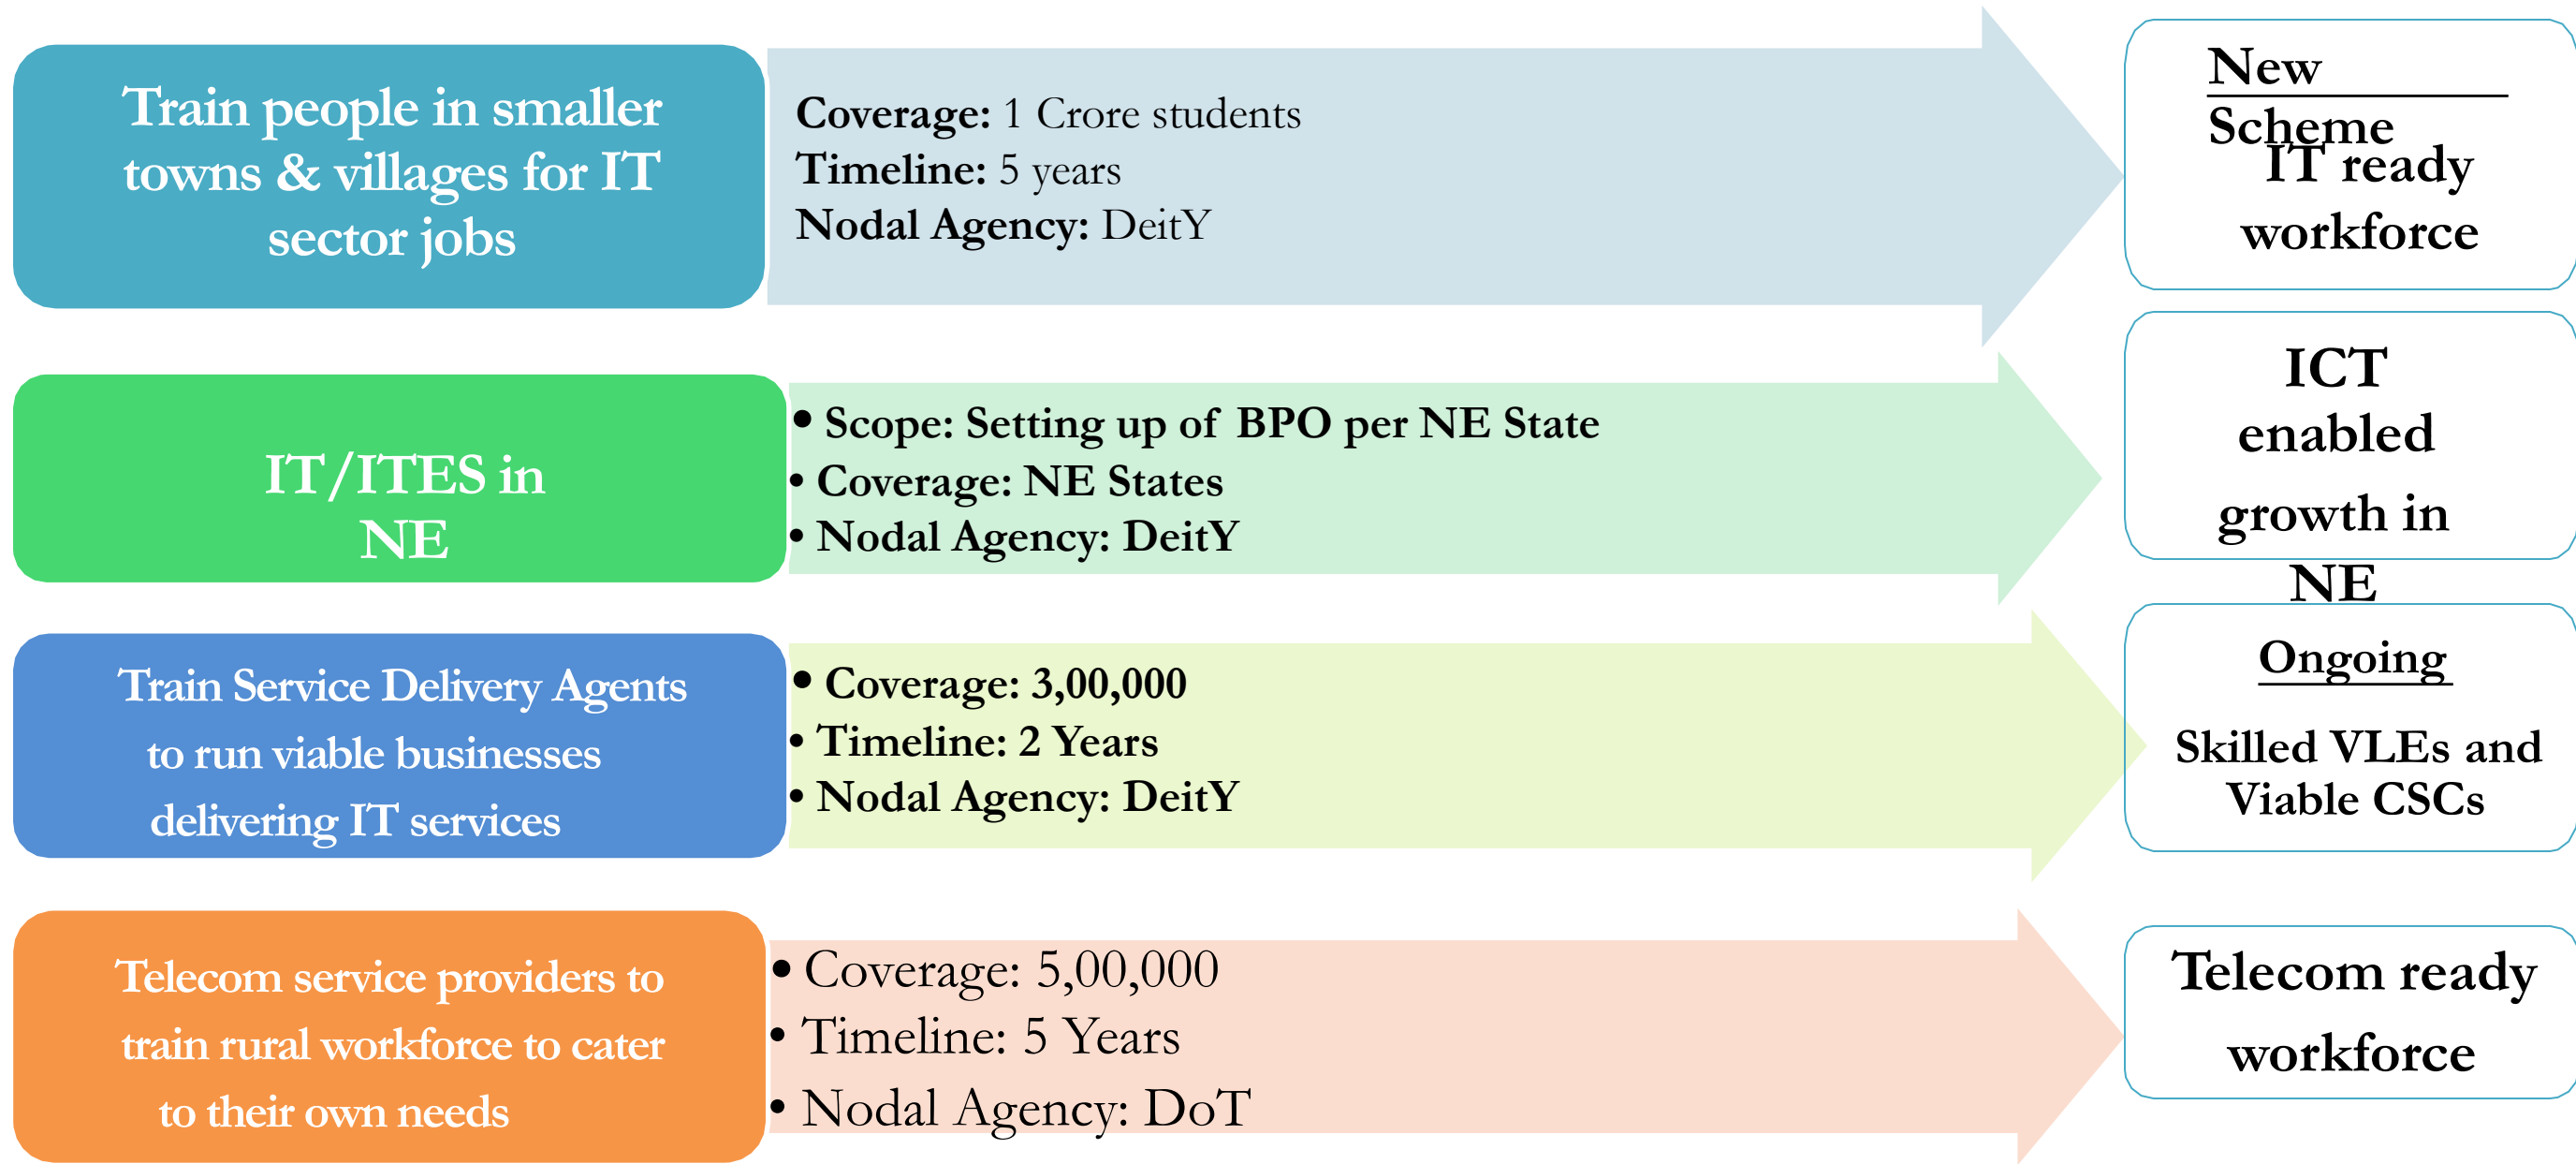 Train people in smaller
towns & villages for IT
sector jobs
Coverage: 1 Crore students
Timeline: 5 years
Nodal Agency: DeitY
New
Scheme
IT ready
workforce
IT/ITES in
NE
• Scope: Setting up of BPO per NE State
• Coverage: NE States
• Nodal Agency: DeitY
ICT
enabled
growth in
NE
Train Service Delivery Agents
to run viable businesses
delivering IT services
• Coverage: 3,00,000
• Timeline: 2 Years
• Nodal Agency: DeitY
Ongoing
Skilled VLEs and
Viable CSCs
Telecom service providers to
train rural workforce to cater
to their own needs
• Coverage: 5,00,000
• Timeline: 5 Years
• Nodal Agency: DoT
Telecom ready
workforce